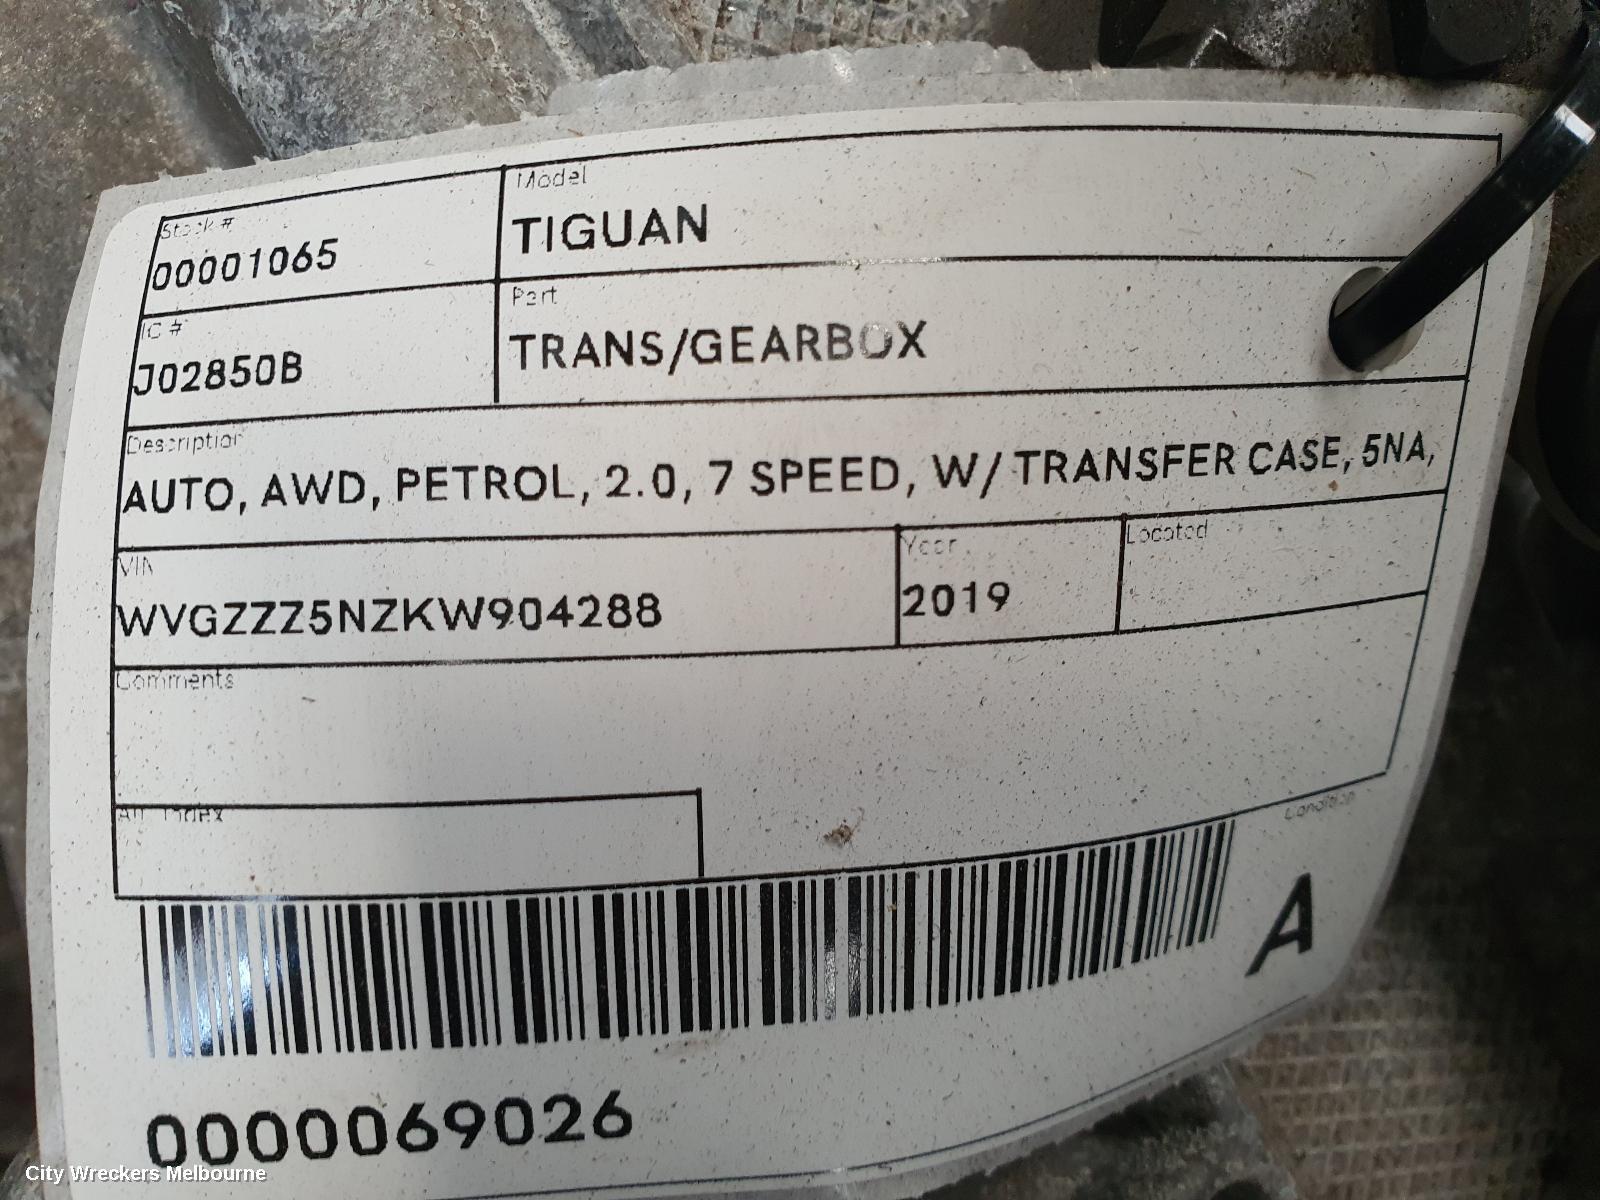 Stock #
00001065
Model
TIGUAN
IC #
J02850B
Part
TRANS/GEARBOX
Description
AUTO, AWD, PETROL, 2.0, 7 SPEED, W/ TRANSFER CASE, 5NA,
VIN
WVGZZZ5NZKW904288
Year
2019
Located
Comments
Index
Condition
A
0000069026
City Wreckers Melbourne